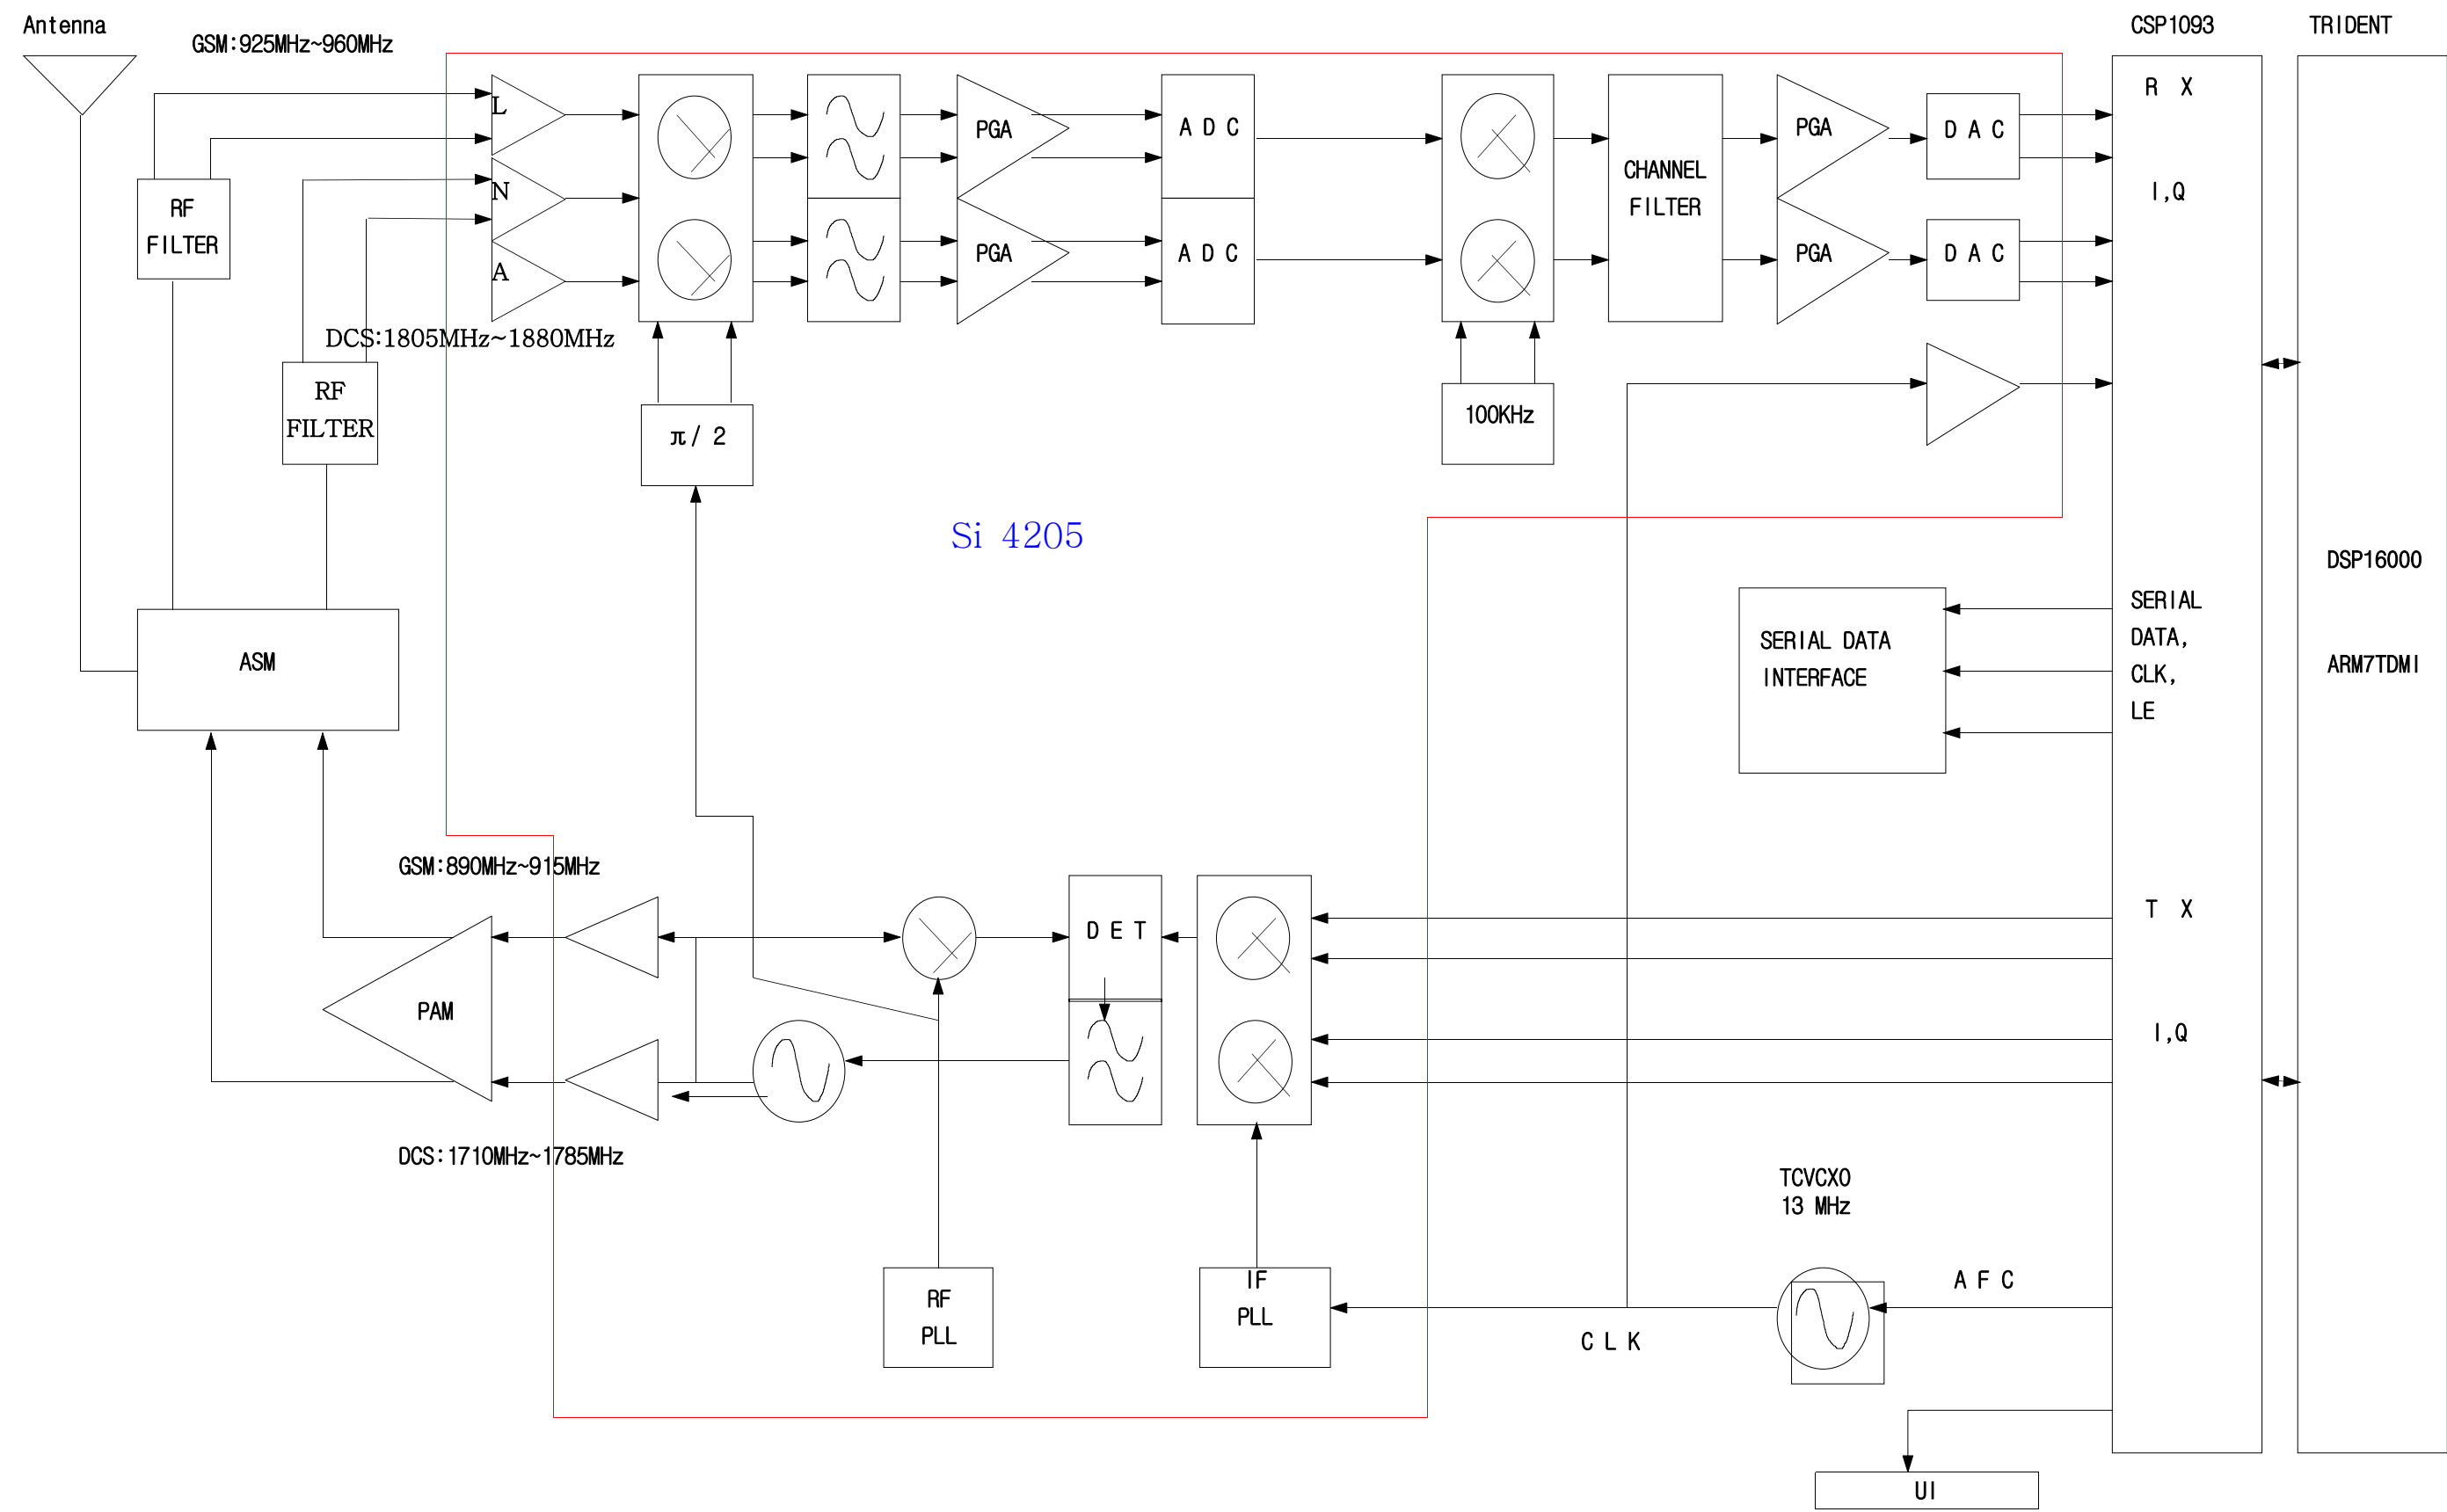 Antenna
GSM:925MHz~960MHz
CSP1093
TRIDENT
L
N
A
PGA
PGA
A D C
A D C
CHANNEL
FILTER
PGA
PGA
D A C
D A C
R X
I,Q
RF
FILTER
DCS:1805MHz~1880MHz
RF
FILTER
π/ 2
100KHz
Si 4205
DSP16000
ARM7TDMI
SERIAL DATA
INTERFACE
SERIAL
DATA,
CLK,
LE
ASM
GSM:890MHz~915MHz
D E T
T X
I,Q
PAM
DCS:1710MHz~1785MHz
TCVCXO
13 MHz
RF
PLL
IF
PLL
A F C
C L K
UI